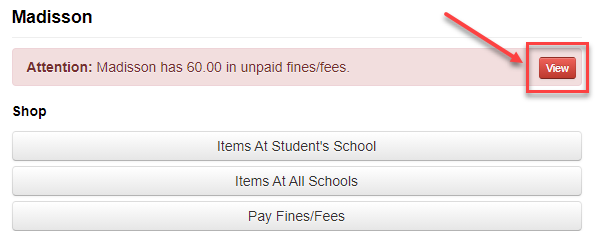 Madisson
Attention: Madisson has 60.00 in unpaid fines/fees. View
Shop
Items At Student's School
Items At All Schools
Pay Fines/Fees